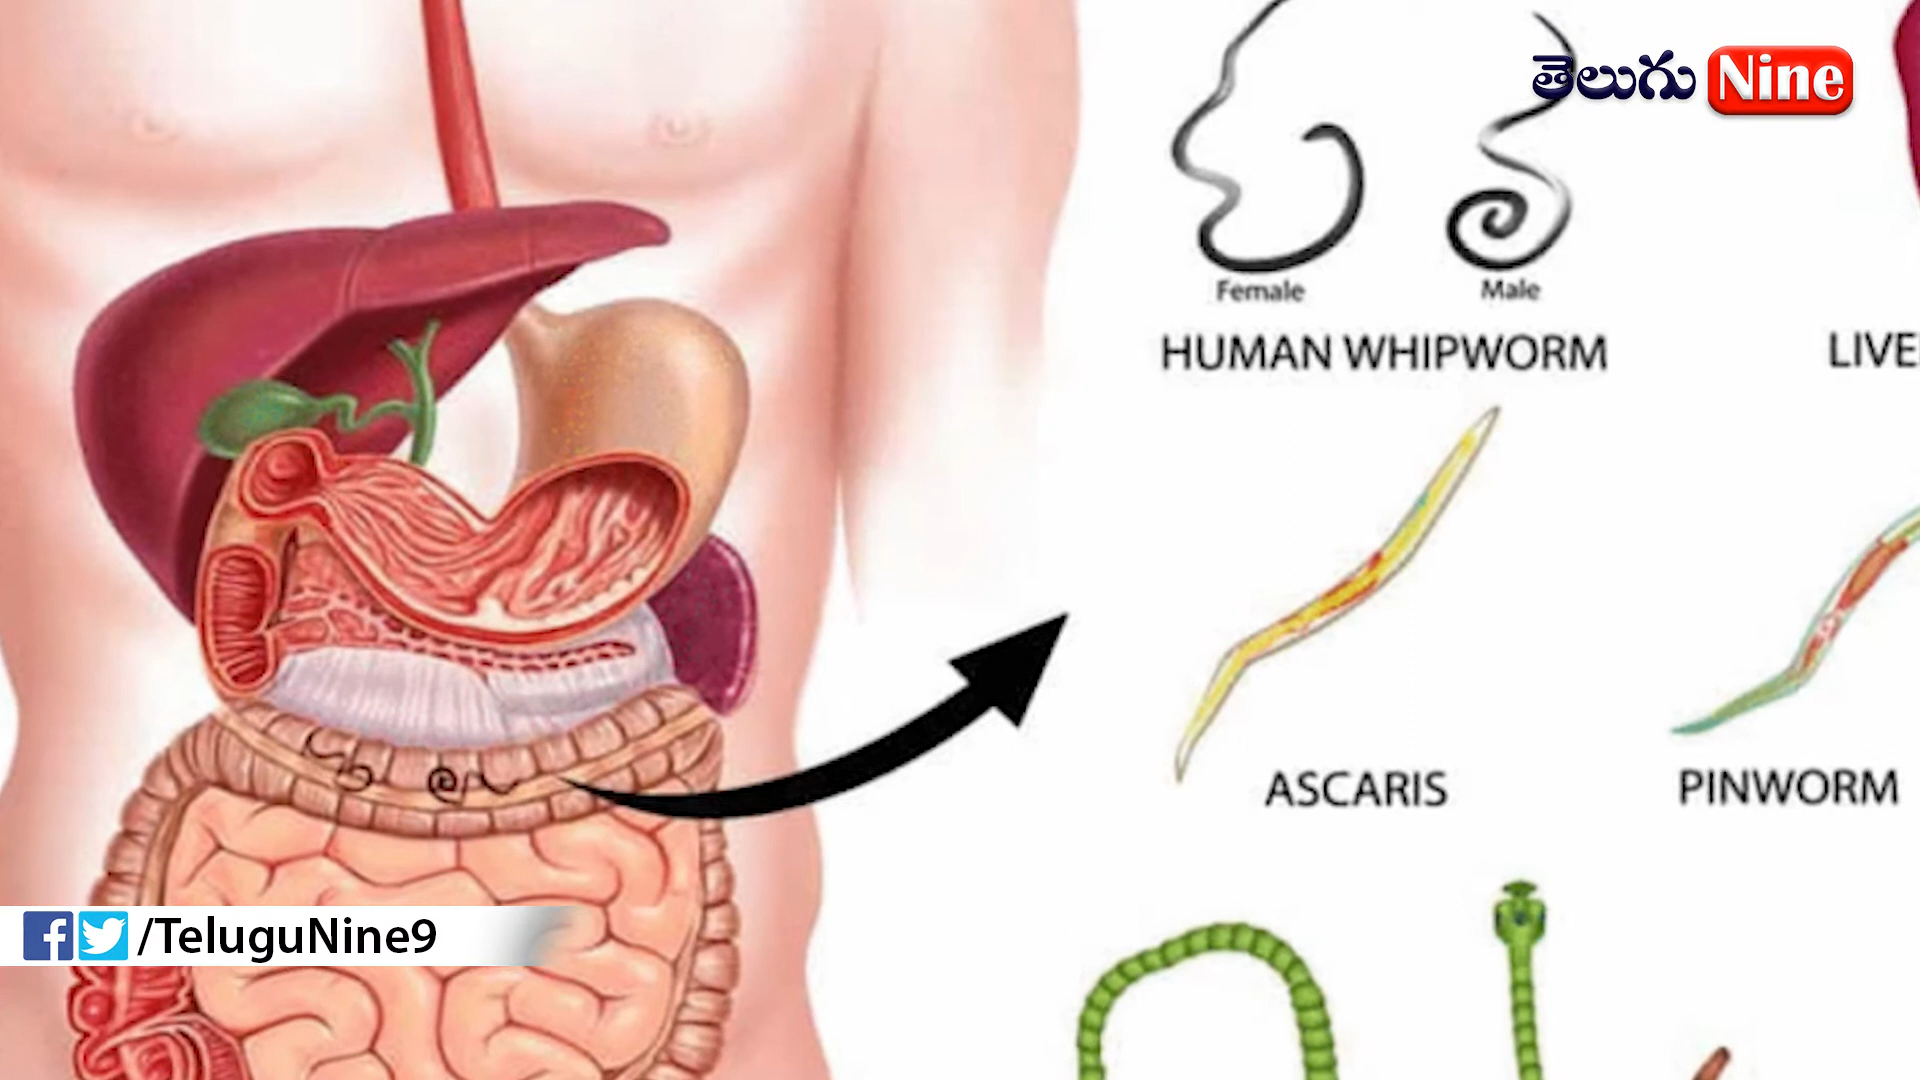 తెలుగు Nine
Female
Male
HUMAN WHIPWORM
LIVE
ASCARIS
PINWORM
/TeluguNine9